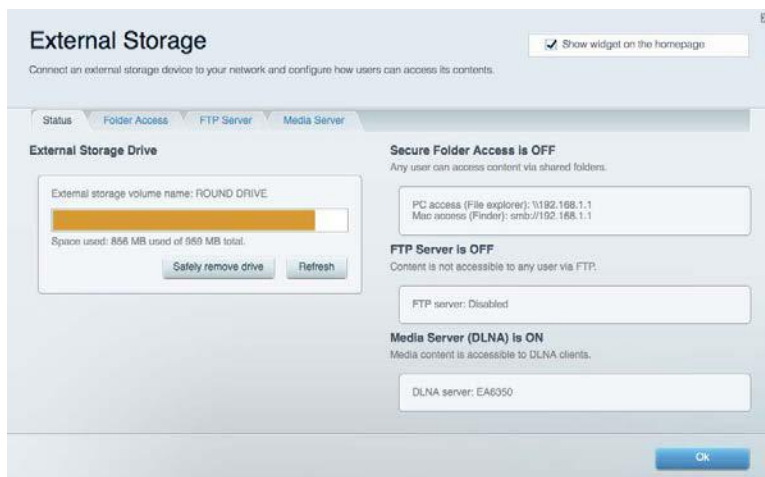 External Storage
Show widget on the homepage
Connect an external storage device to your network and configure how users can access its contents.
Status
Folder Access
FTP Server
Media Server
External Storage Drive
External storage volume name: ROUND DRIVE
Space used: 856 MB used of 969 MB total.
Safely remove drive
Refresh
Secure Folder Access is OFF
Any user can access content via shared folders.
PC access (File explorer): \\192.168.1.1
Mac access (Finder): smb://192.168.1.1
FTP Server is OFF
Content is not accessible to any user via FTP.
FTP server: Disabled
Media Server (DLNA) is ON
Media content is accessible to DLNA clients.
DLNA server: EA6350
Ok